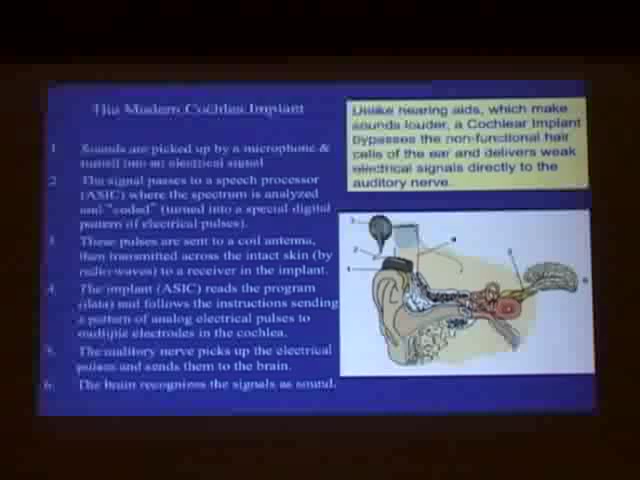 The Modern Cochlea Implant
1. Sounds are picked up by a microphone &
turned into an electrical signal
2. The signal passes to a speech processor
(ASIC) where the spectrum is analyzed
and "coded" (turned into a special digital
pattern of electrical pulses).
3. These pulses are sent to a coil antenna,
then transmitted across the intact skin (by
radio waves) to a receiver in the implant.
4. The implant (ASIC) reads the program
(data) and follows the instructions sending
a pattern of analog electrical pulses to
multiple electrodes in the cochlea.
5. The auditory nerve picks up the electrical
pulses and sends them to the brain.
6. The brain recognizes the signals as sound.
Unlike hearing aids, which make
sounds louder, a Cochlear Implant
bypasses the non-functional hair
cells of the ear and delivers weak
electrical signals directly to the
auditory nerve.